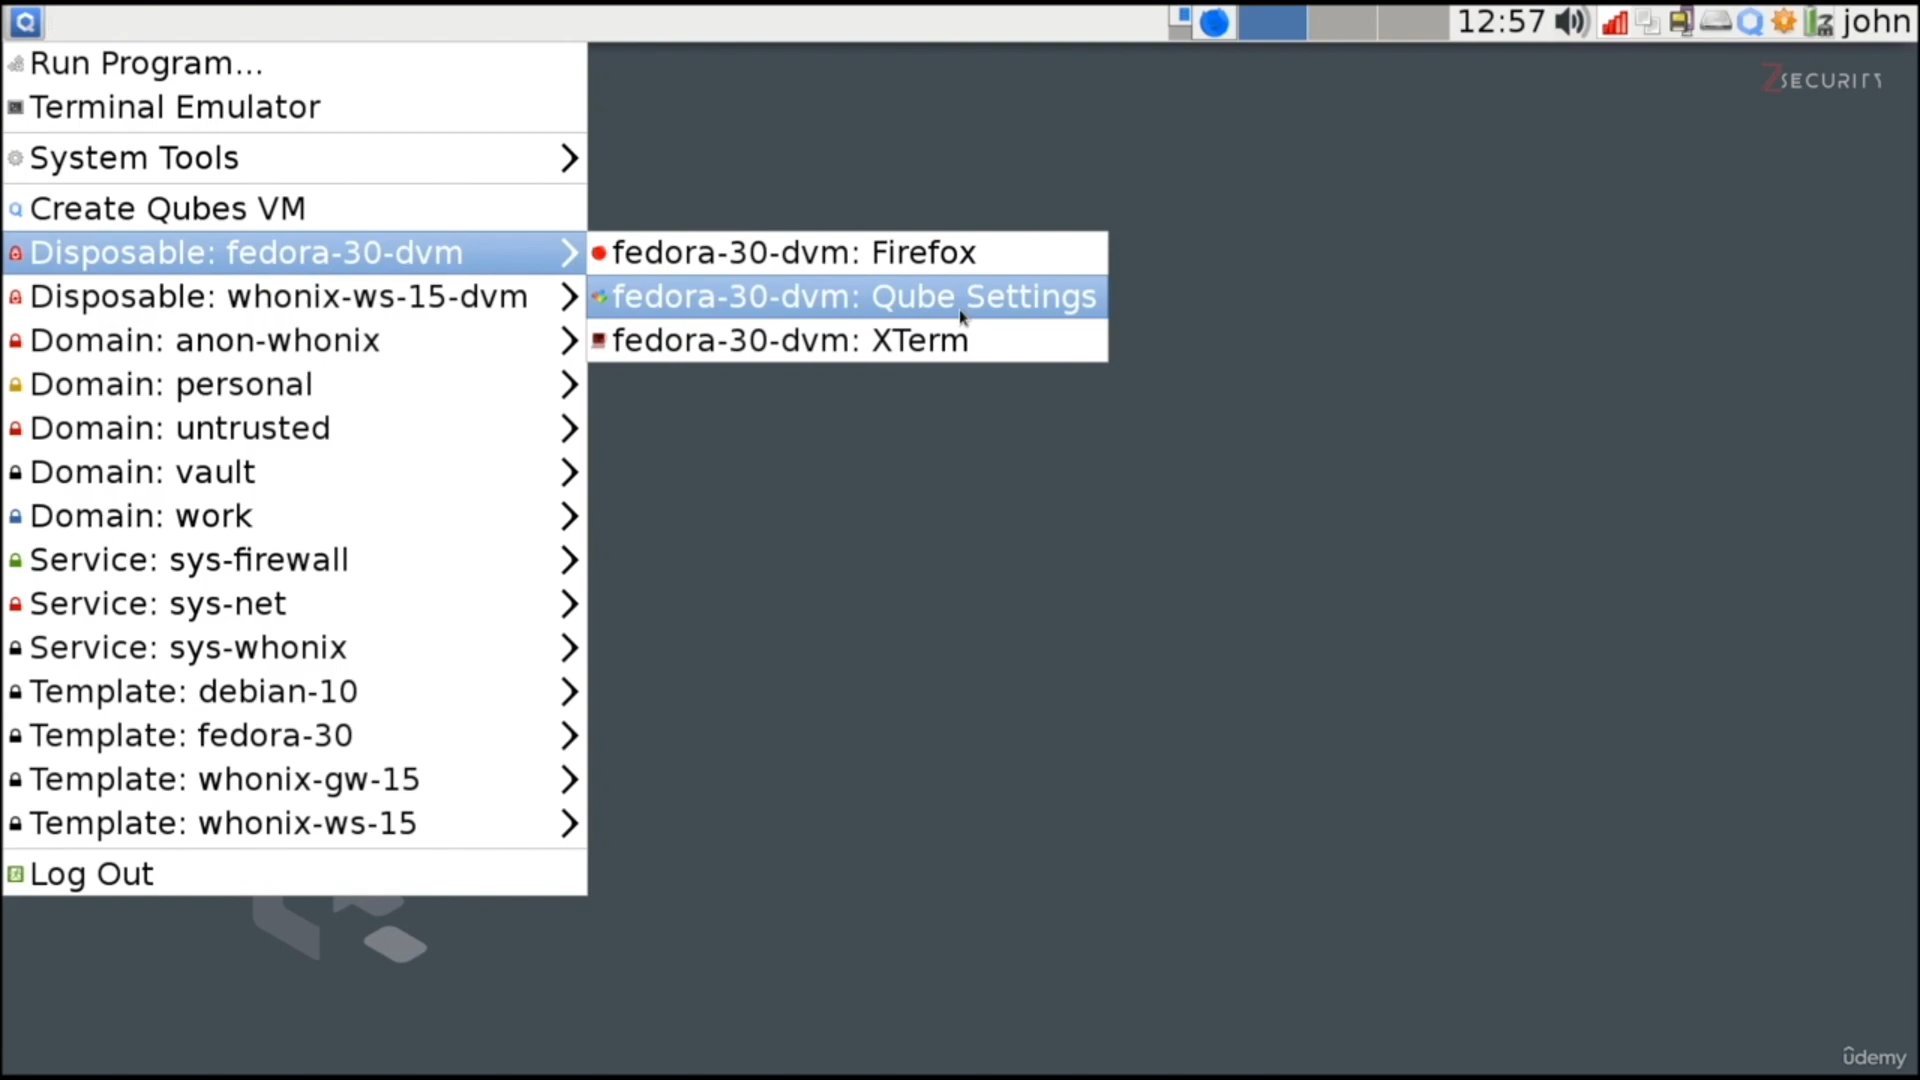 12:57 john
Run Program...
Terminal Emulator
System Tools
Create Qubes VM
Disposable: fedora-30-dvm
Disposable: whonix-ws-15-dvm
Domain: anon-whonix
Domain: personal
Domain: untrusted
Domain: vault
Domain: work
Service: sys-firewall
Service: sys-net
Service: sys-whonix
Template: debian-10
Template: fedora-30
Template: whonix-gw-15
Template: whonix-ws-15
Log Out
fedora-30-dvm: Firefox
fedora-30-dvm: Qube Settings
fedora-30-dvm: XTerm
ZSECURITY
ûdemy